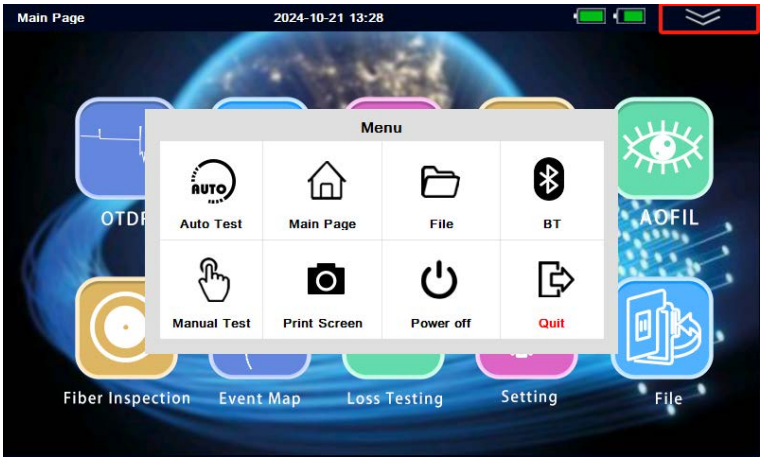 Main Page 2024-10-21 13:28
Menu
AUTO
Auto Test Main Page File BT
AOFIL
Manual Test Print Screen Power off Quit
Fiber Inspection Event Map Loss Testing Setting File